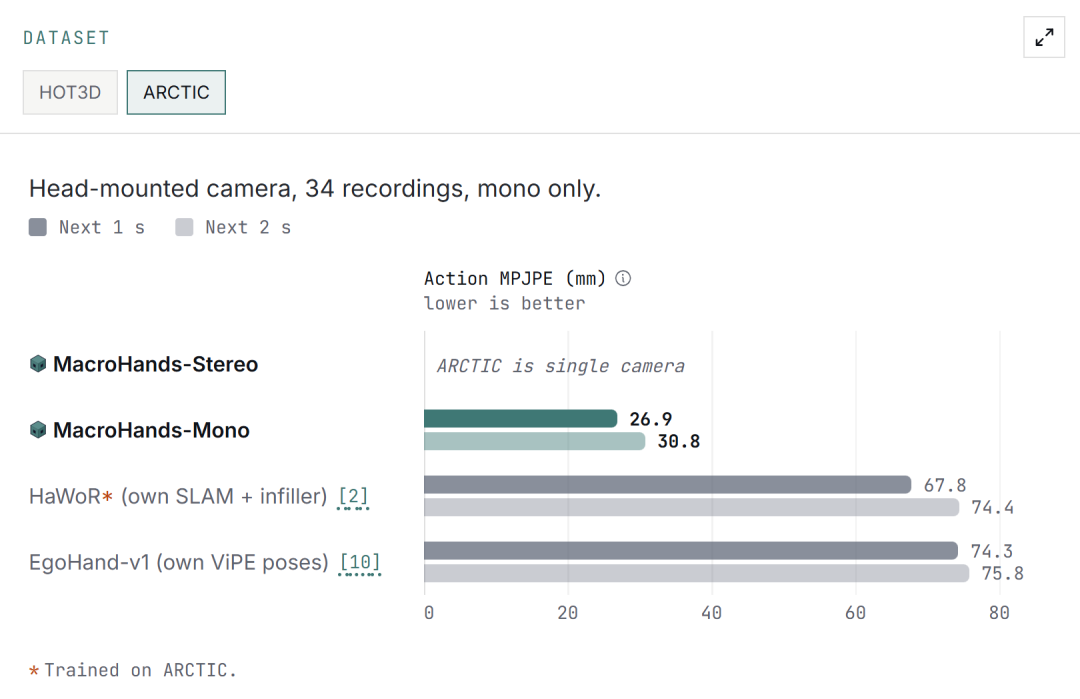 DATASET
HOT3D ARCTIC
Head-mounted camera, 34 recordings, mono only.
Next 1 s Next 2 s
Action MPJPE (mm)
lower is better
MacroHands-Stereo ARCTIC is single camera
MacroHands-Mono 26.9
30.8
HaWoR* (own SLAM + infiller) [2] 67.8
74.4
EgoHand-v1 (own ViPE poses) [10] 74.3
75.8
0 20 40 60 80
* Trained on ARCTIC.